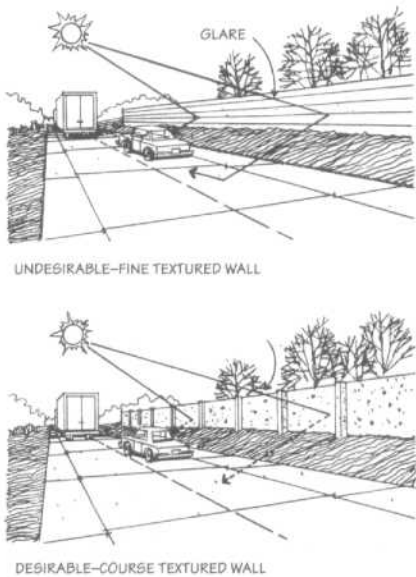 GLARE
UNDESIRABLE–FINE TEXTURED WALL
DESIRABLE–COURSE TEXTURED WALL